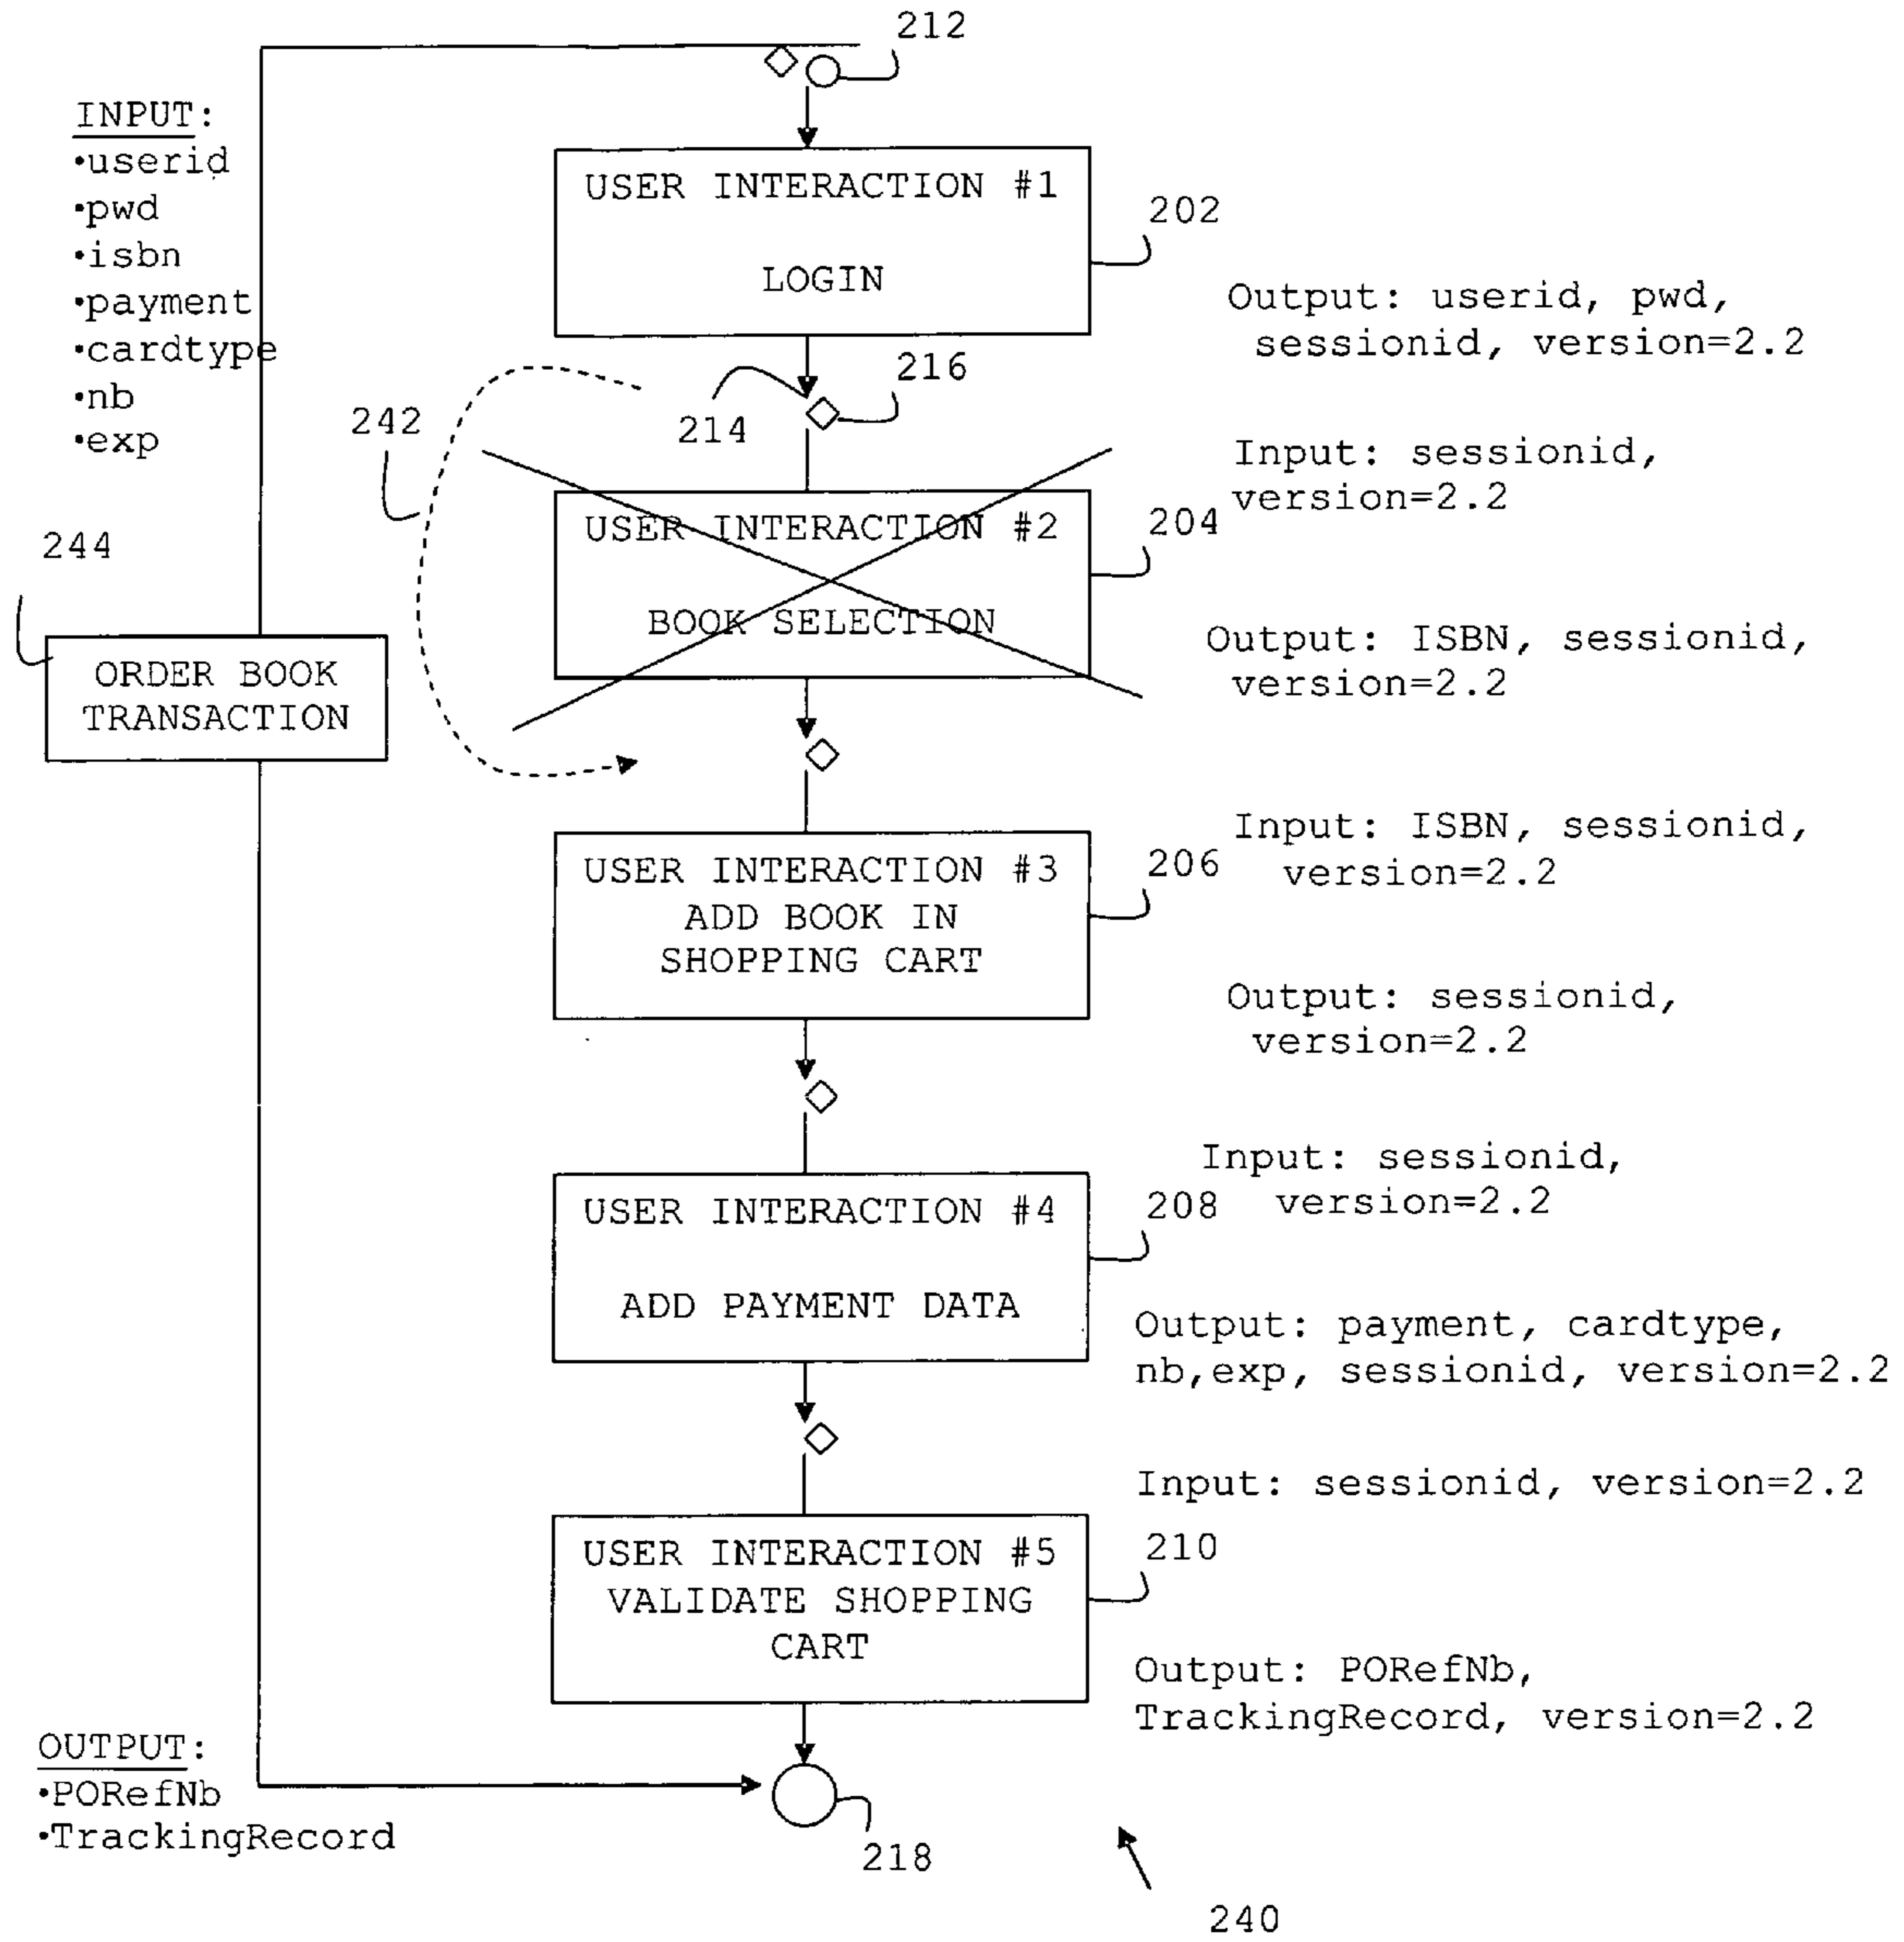 212
INPUT:
•userid
•pwd
•isbn
•payment
•cardtype
•nb
•exp
USER INTERACTION #1
LOGIN
202
Output: userid, pwd,
sessionid, version=2.2
216
214
242
Input: sessionid,
version=2.2
USER INTERACTION #2
BOOK SELECTION
204
244
ORDER BOOK
TRANSACTION
Output: ISBN, sessionid,
version=2.2
Input: ISBN, sessionid,
version=2.2
USER INTERACTION #3
ADD BOOK IN
SHOPPING CART
206
Output: sessionid,
version=2.2
Input: sessionid,
version=2.2
USER INTERACTION #4
ADD PAYMENT DATA
208
Output: payment, cardtype,
nb,exp, sessionid, version=2.2
Input: sessionid, version=2.2
USER INTERACTION #5
VALIDATE SHOPPING
CART
210
Output: PORefNb,
TrackingRecord, version=2.2
OUTPUT:
•PORefNb
•TrackingRecord
218
240